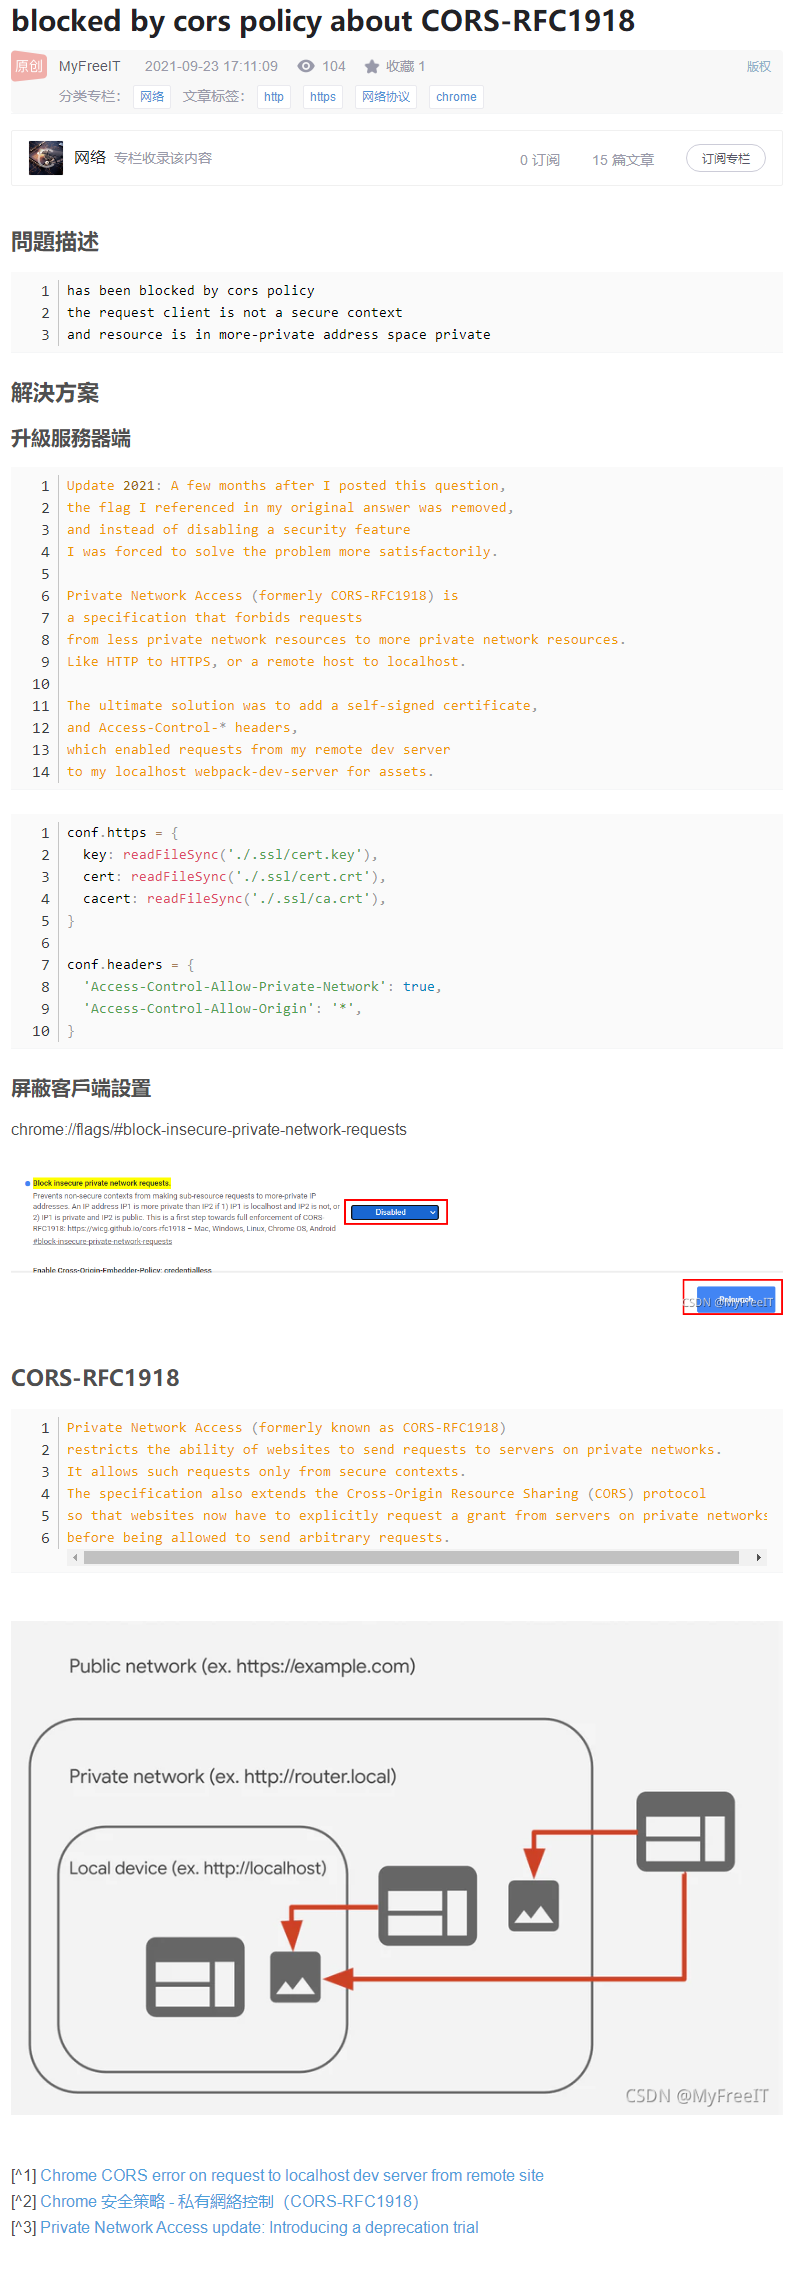 blocked by cors policy about CORS-RFC1918
原创 MyFreeIT 2021-09-23 17:11:09 104 收藏 1 版权
分类专栏： 网络 文章标签： http https 网络协议 chrome
网络 专栏收录该内容 0 订阅 15 篇文章 订阅专栏
問題描述
1 has been blocked by cors policy
2 the request client is not a secure context
3 and resource is in more-private address space private
解決方案
升級服務器端
1 Update 2021: A few months after I posted this question,
2 the flag I referenced in my original answer was removed,
3 and instead of disabling a security feature
4 I was forced to solve the problem more satisfactorily.
5
6 Private Network Access (formerly CORS-RFC1918) is
7 a specification that forbids requests
8 from less private network resources to more private network resources.
9 Like HTTP to HTTPS, or a remote host to localhost.
10
11 The ultimate solution was to add a self-signed certificate,
12 and Access-Control-* headers,
13 which enabled requests from my remote dev server
14 to my localhost webpack-dev-server for assets.
1 conf.https = {
2 key: readFileSync('./.ssl/cert.key'),
3 cert: readFileSync('./.ssl/cert.crt'),
4 cacert: readFileSync('./.ssl/ca.crt'),
5 }
6
7 conf.headers = {
8 'Access-Control-Allow-Private-Network': true,
9 'Access-Control-Allow-Origin': '*',
10 }
屏蔽客戶端設置
chrome://flags/#block-insecure-private-network-requests
Block insecure private network requests.
Prevents non-secure contexts from making sub-resource requests to more-private IP
addresses. An IP address IP1 is more private than IP2 if 1) IP1 is localhost and IP2 is not, or
2) IP1 is private and IP2 is public. This is a first step towards full enforcement of CORS-
RFC1918: https://wicg.github.io/cors-rfc1918 – Mac, Windows, Linux, Chrome OS, Android
#block-insecure-private-network-requests
Disabled
Enable Cross-Origin-Embedder-Policy: credentialless
Relaunch
CSDN @MyFreeIT
CORS-RFC1918
1 Private Network Access (formerly known as CORS-RFC1918)
2 restricts the ability of websites to send requests to servers on private networks.
3 It allows such requests only from secure contexts.
4 The specification also extends the Cross-Origin Resource Sharing (CORS) protocol
5 so that websites now have to explicitly request a grant from servers on private networks
6 before being allowed to send arbitrary requests.
Public network (ex. https://example.com)
Private network (ex. http://router.local)
Local device (ex. http://localhost)
CSDN @MyFreeIT
[^1] Chrome CORS error on request to localhost dev server from remote site
[^2] Chrome 安全策略 - 私有網絡控制（CORS-RFC1918）
[^3] Private Network Access update: Introducing a deprecation trial